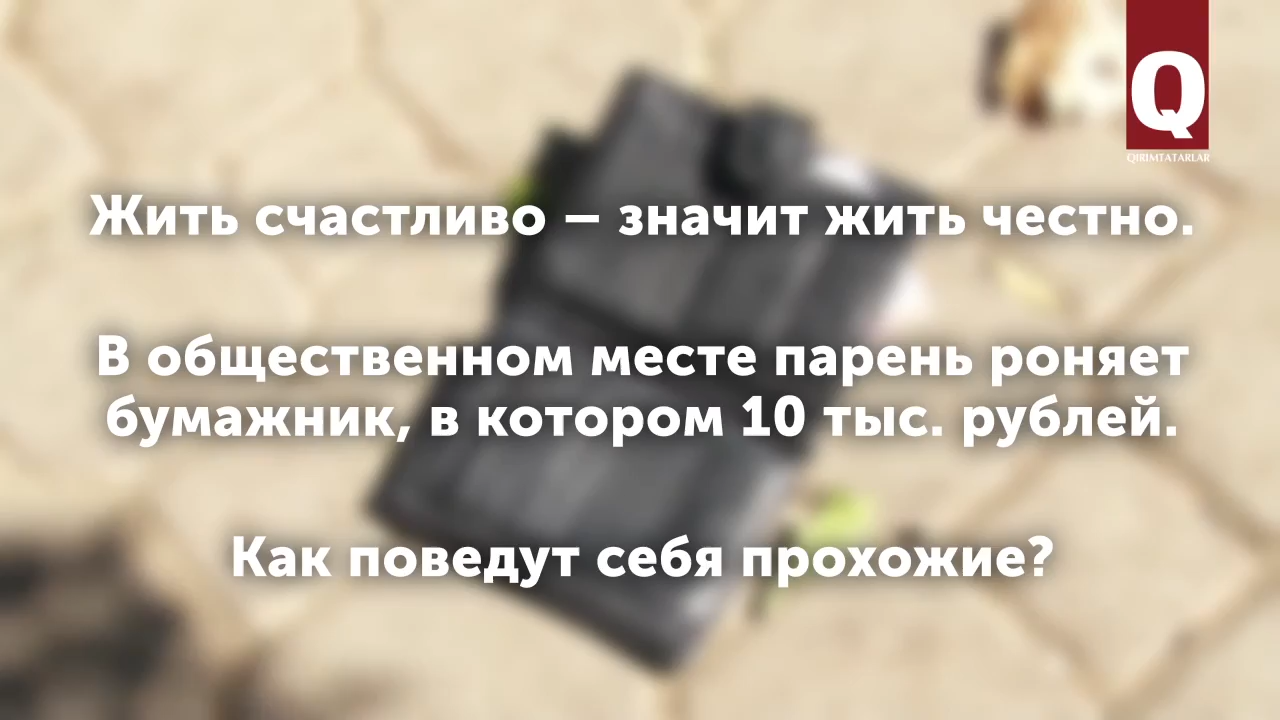 Q
QIRIMTATARLAR
Жить счастливо – значит жить честно.
В общественном месте парень роняет
бумажник, в котором 10 тыс. рублей.
Как поведут себя прохожие?